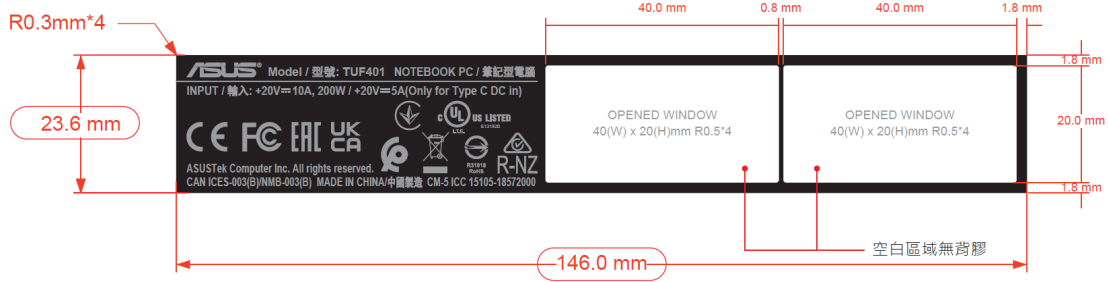 40.0 mm 0.8 mm 40.0 mm 1.8 mm
R0.3mm*4
ASUS® Model / 型號: TUF401 NOTEBOOK PC / 筆記型電腦
1.8 mm
INPUT / 輸入: +20V⎓10A, 200W / +20V⎓5A(Only for Type C DC in)
OPENED WINDOW
40(W) x 20(H)mm R0.5*4
OPENED WINDOW
40(W) x 20(H)mm R0.5*4
23.6 mm
20.0 mm
C UL US LISTED
CE FC EAC UK CA
R-NZ
ASUSTek Computer Inc. All rights reserved.
CAN ICES-003(B)/NMB-003(B) MADE IN CHINA/中國製造 CM-5 ICC 15105-18572000
1.8 mm
空白區域無背膠
146.0 mm